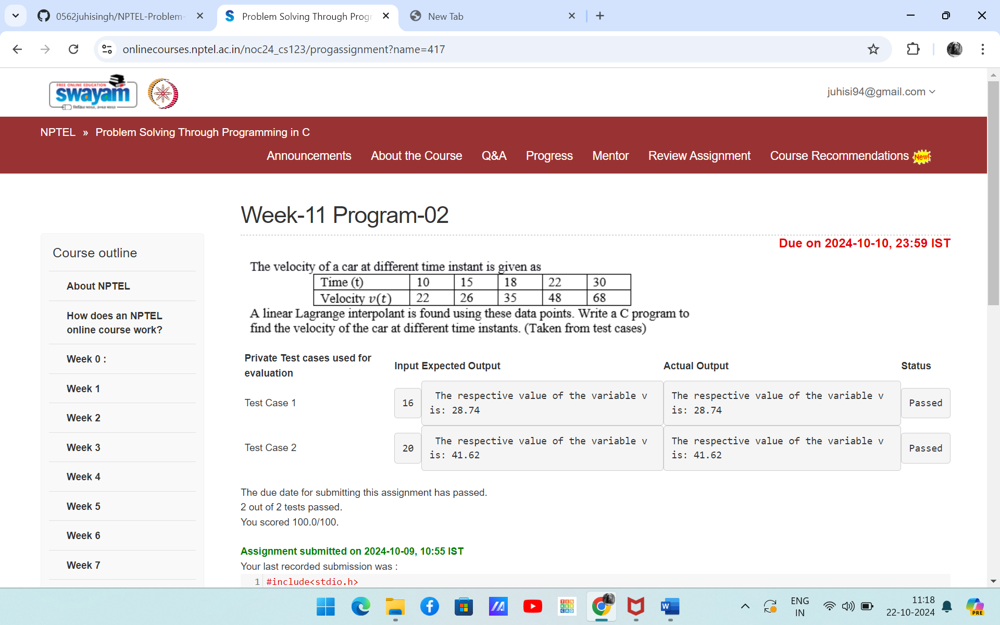 0562juhisingh/NPTEL-Problem-
Problem Solving Through Progr
New Tab
onlinecourses.nptel.ac.in/noc24_cs123/progassignment?name=417
FREE ONLINE EDUCATION
swayam
juhisi94@gmail.com
NPTEL » Problem Solving Through Programming in C
Announcements About the Course Q&A Progress Mentor Review Assignment Course Recommendations New!
Week-11 Program-02
Due on 2024-10-10, 23:59 IST
Course outline
About NPTEL
How does an NPTEL
online course work?
Week 0 :
Week 1
Week 2
Week 3
Week 4
Week 5
Week 6
Week 7
The velocity of a car at different time instant is given as
Time (t) 10 15 18 22 30
Velocity v(t) 22 26 35 48 68
A linear Lagrange interpolant is found using these data points. Write a C program to
find the velocity of the car at different time instants. (Taken from test cases)
Private Test cases used for
evaluation
Input Expected Output Actual Output Status
Test Case 1
16
The respective value of the variable v
is: 28.74
The respective value of the variable v
is: 28.74
Passed
Test Case 2
20
The respective value of the variable v
is: 41.62
The respective value of the variable v
is: 41.62
Passed
The due date for submitting this assignment has passed.
2 out of 2 tests passed.
You scored 100.0/100.
Assignment submitted on 2024-10-09, 10:55 IST
Your last recorded submission was :
1 #include<stdio.h>
TIN
KER
CAD
W
ENG
IN
11:18
22-10-2024
PRE